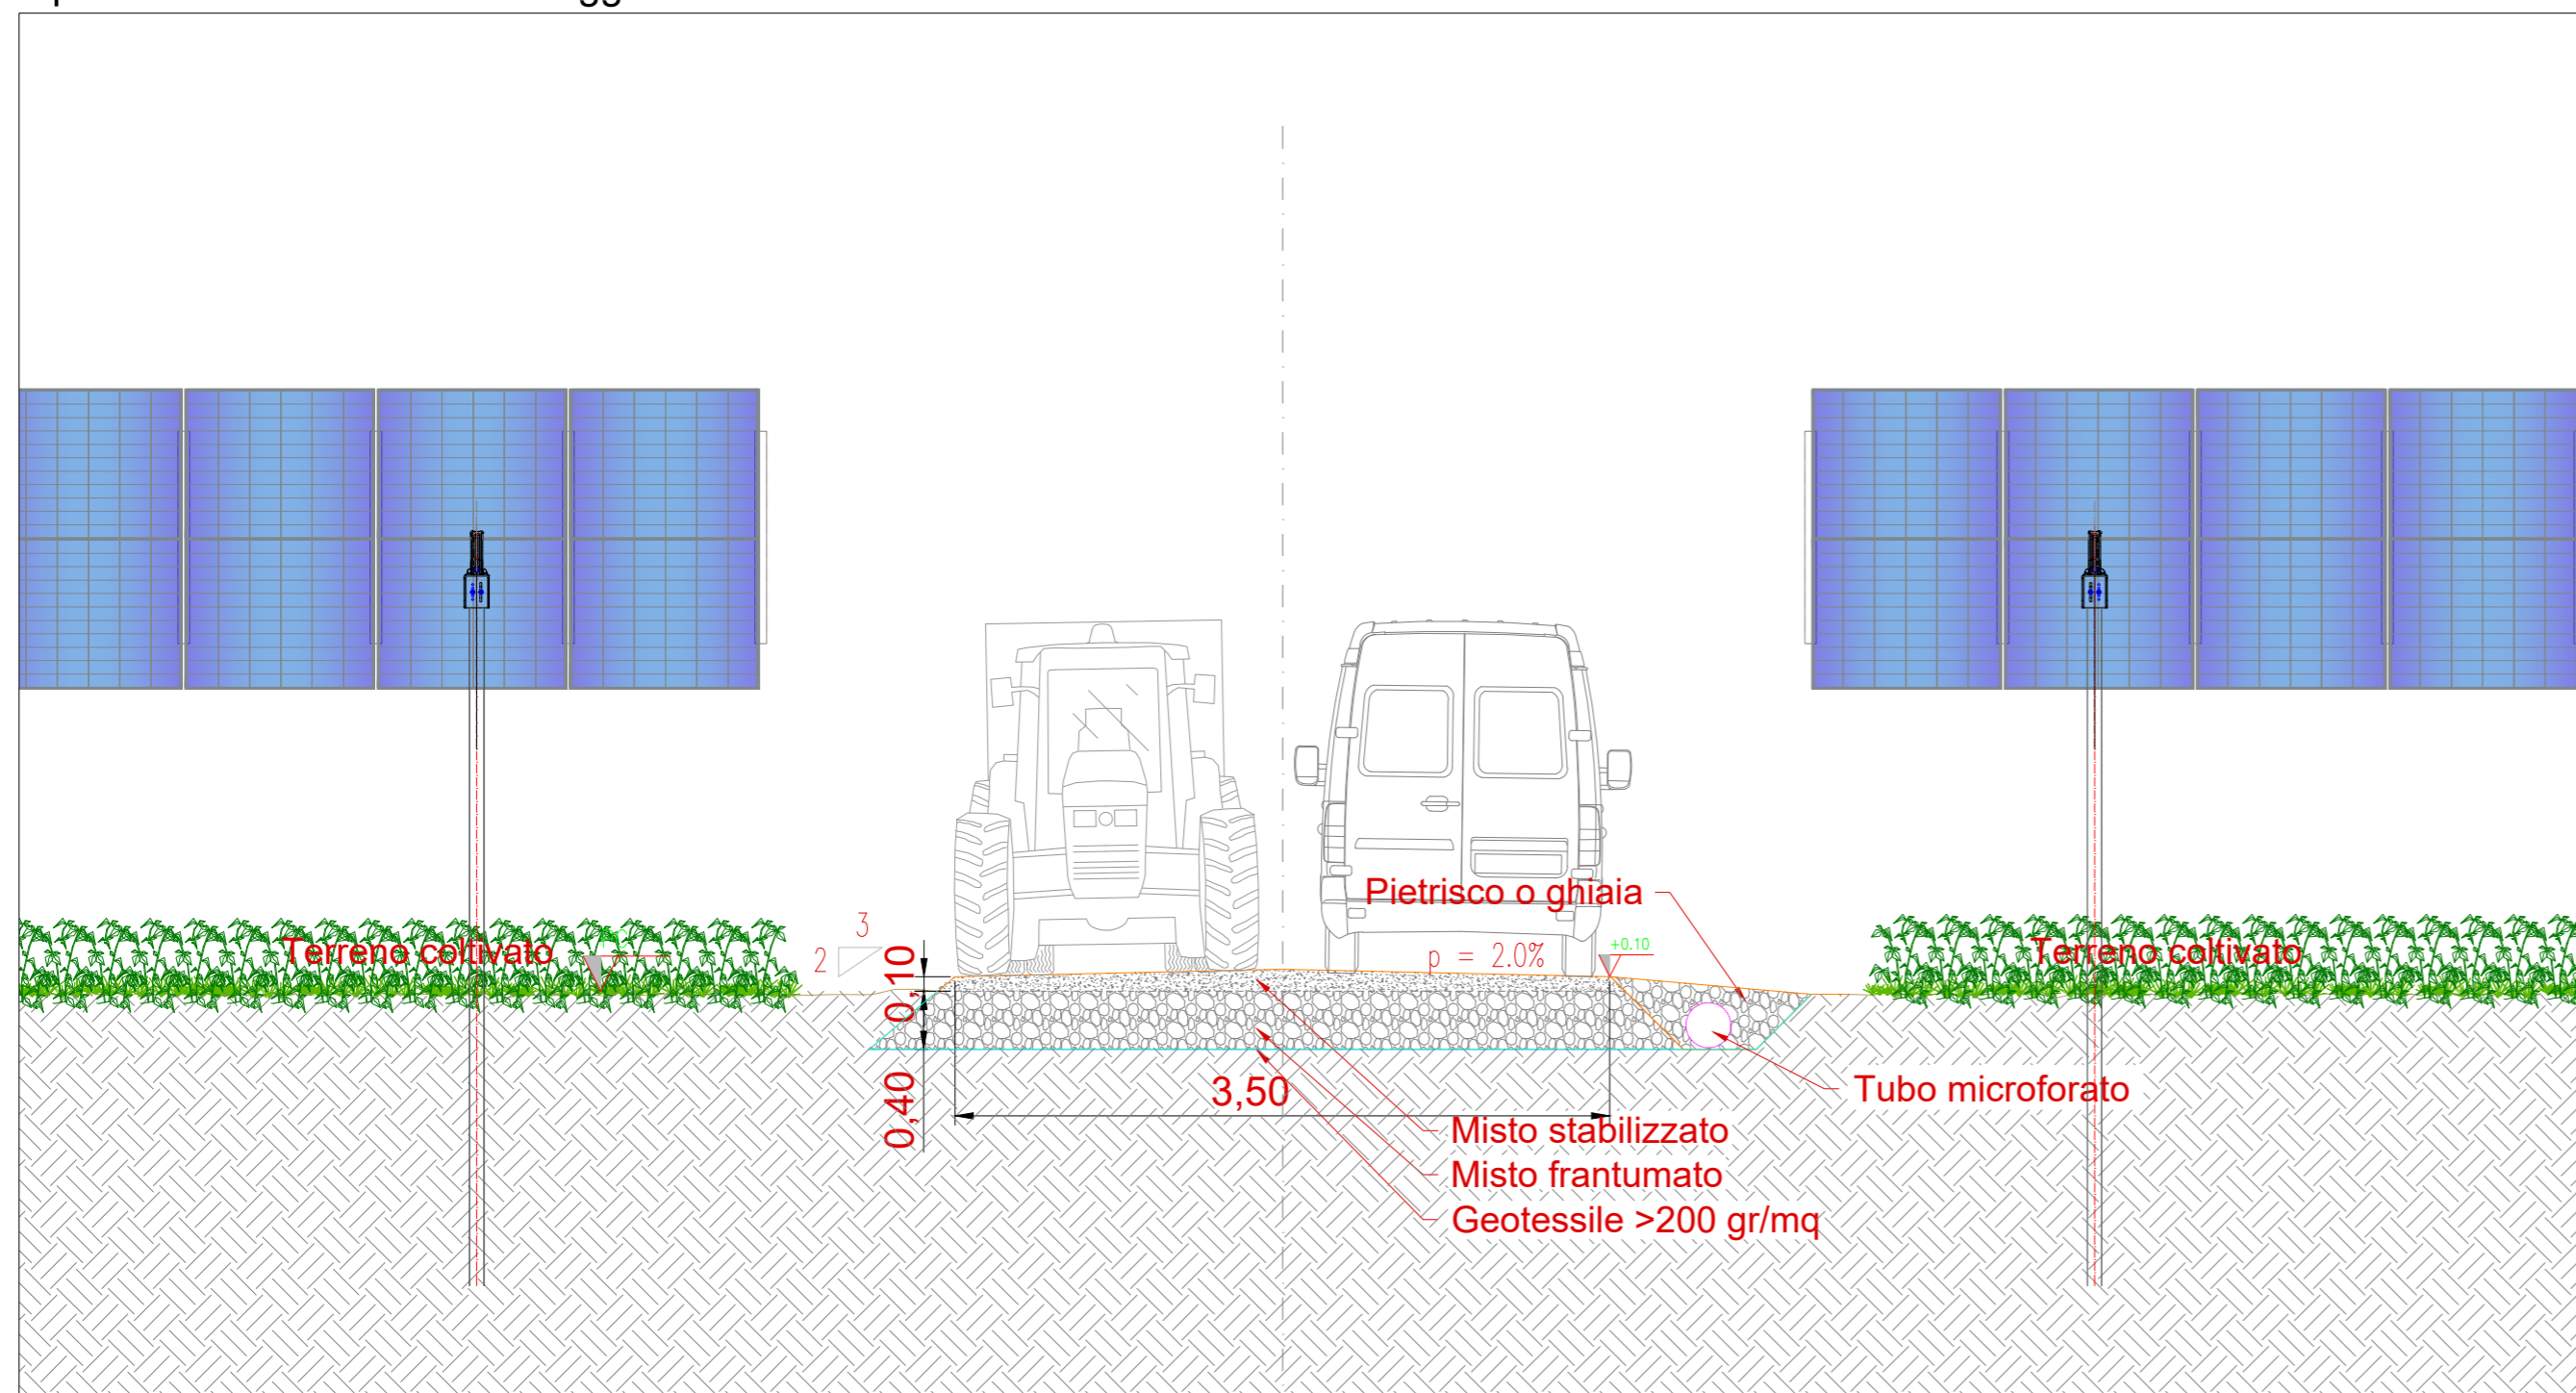 Terreno coltivato
3
2
0,10
0,40
3,50
Pietrisco o ghiaia
p = 2.0%
+0.10
Terreno coltivato
Tubo microforato
Misto stabilizzato
Misto frantumato
Geotessile >200 gr/mq